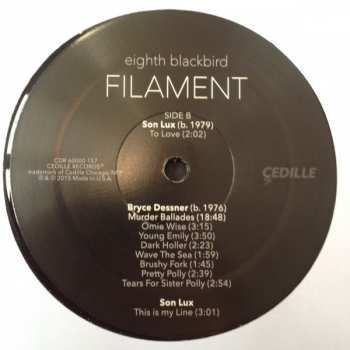 eighth blackbird
FILAMENT
SIDE B
Son Lux (b. 1979)
To Love (2:02)
CDR 60000-157
CEDILLE RECORDS®
trademark of Cedille Chicago, NFP
℗ & © 2015 Made in U.S.A.
ÇEDILLE
Bryce Dessner (b. 1976)
Murder Ballades (18:48)
Omie Wise (3:15)
Young Emily (3:50)
Dark Holler (2:23)
Wave The Sea (1:59)
Brushy Fork (1:45)
Pretty Polly (2:39)
Tears For Sister Polly (2:54)
Son Lux
This is my Line (3:01)